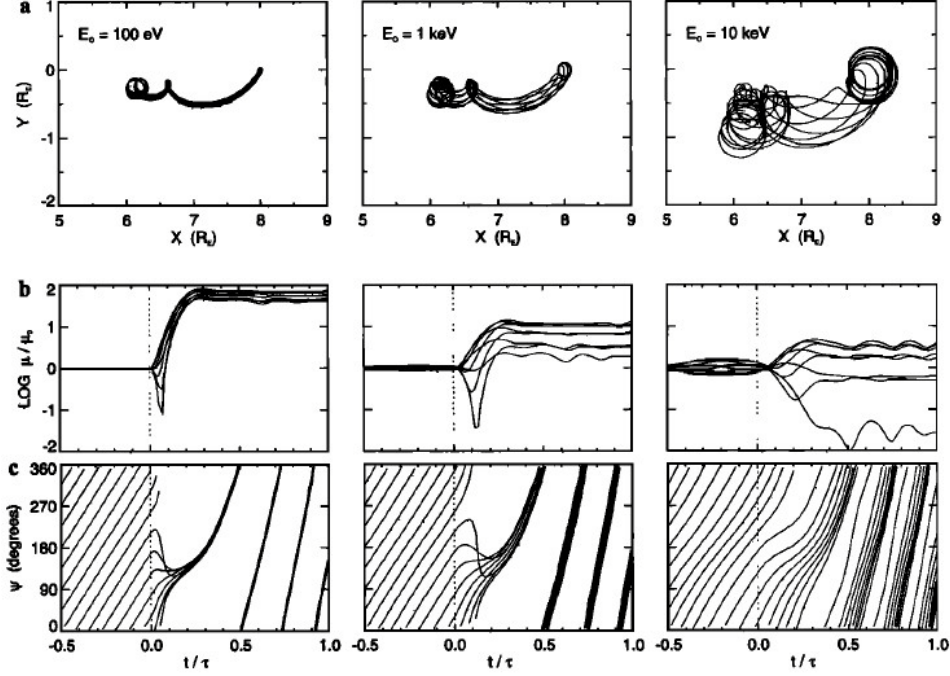 a
E₀ = 100 eV
E₀ = 1 keV
E₀ = 10 keV
1
0
-1
-2
Y (Rₑ)
5 6 7 8 9
5 6 7 8 9
5 6 7 8 9
X (Rₑ)
X (Rₑ)
X (Rₑ)
b
2
1
0
-1
-2
LOG μ / μ₀
c
360
270
180
90
0
ψ (degrees)
-0.5 0.0 0.5 1.0
-0.5 0.0 0.5 1.0
-0.5 0.0 0.5 1.0
t / τ
t / τ
t / τ